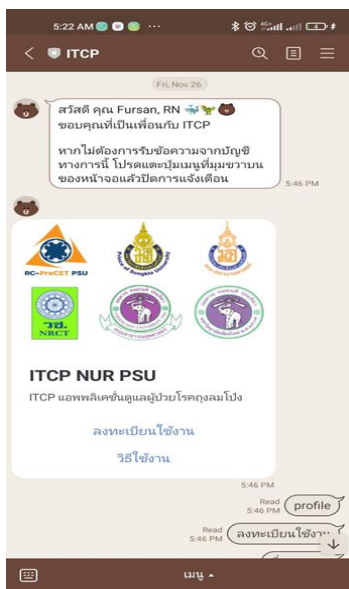 5:22 AM
ITCP
Fri, Nov 26
สวัสดี คุณ Fursan, RN
ขอบคุณที่เป็นเพื่อนกับ ITCP
หากไม่ต้องการรับข้อความจากบัญชี
ทางการนี้ โปรดแตะปุ่มเมนูที่มุมขวาบน
ของหน้าจอแล้วปิดการแจ้งเตือน
5:46 PM
RC-PreCET PSU
Prince of Songkla University
วช.
NRCT
ITCP NUR PSU
ITCP แอพพลิเคชั่นดูแลผู้ป่วยโรคถุงลมโป่ง
ลงทะเบียนใช้งาน
วิธีใช้งาน
5:46 PM
Read
5:46 PM
profile
Read
5:46 PM
ลงทะเบียนใช้งาน
เมนู